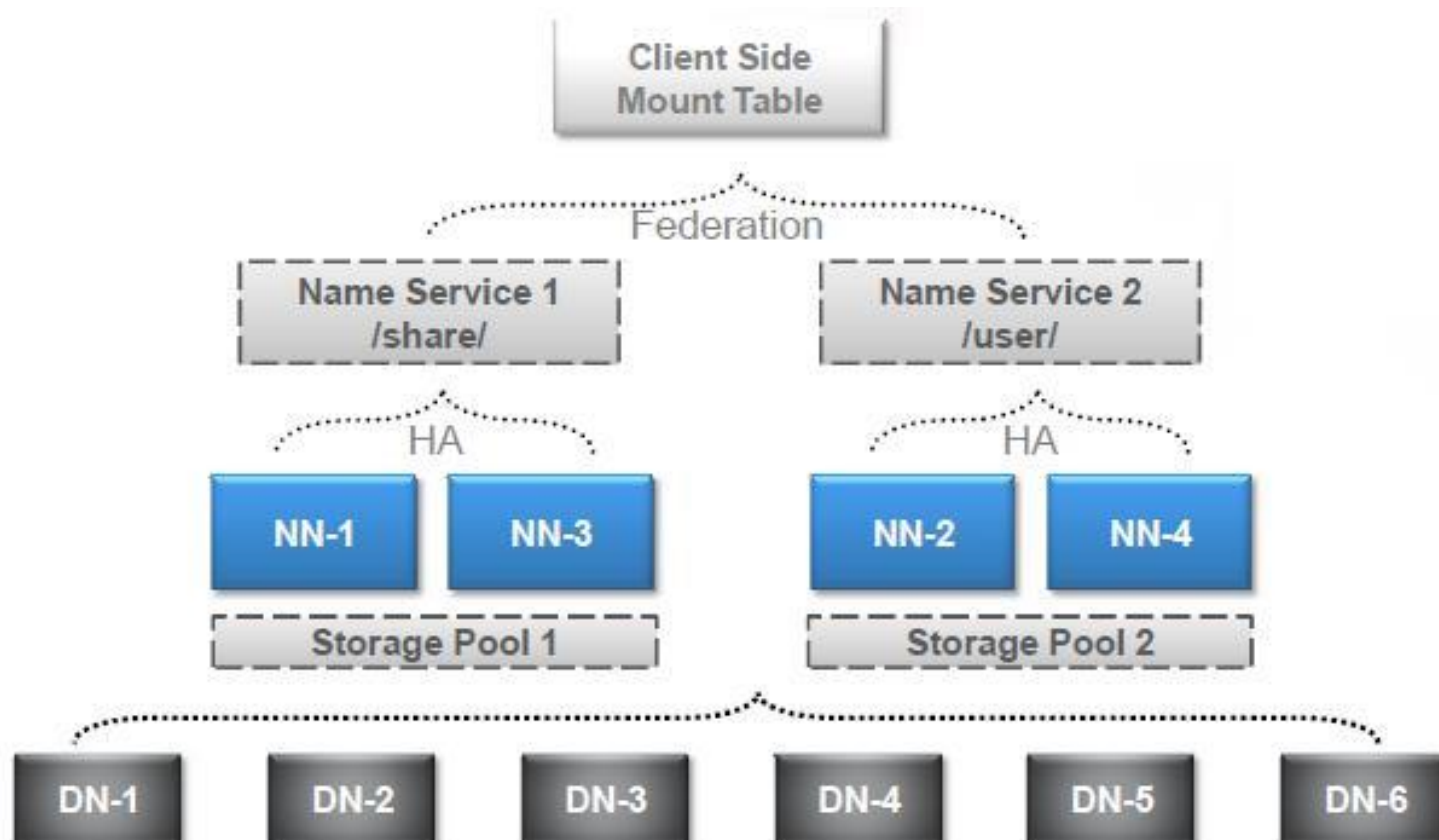 Client Side
Mount Table
Federation
Name Service 1
/share/
Name Service 2
/user/
HA
HA
NN-1
NN-3
NN-2
NN-4
Storage Pool 1
Storage Pool 2
DN-1
DN-2
DN-3
DN-4
DN-5
DN-6